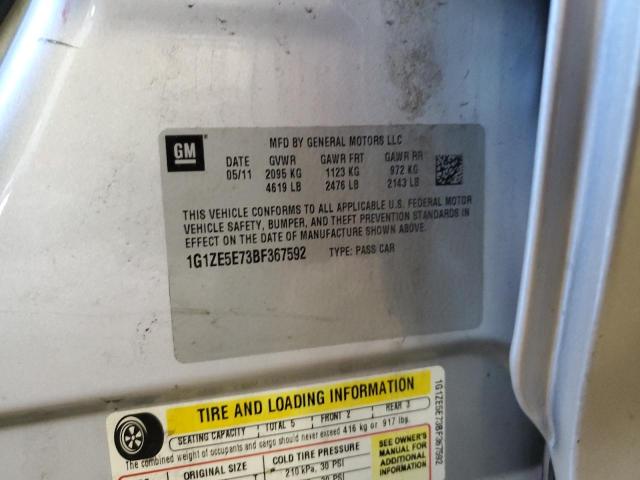 GM
MFD BY GENERAL MOTORS LLC
DATE GVWR GAWR FRT GAWR RR
05/11 2095 KG 1123 KG 972 KG
4619 LB 2476 LB 2143 LB
THIS VEHICLE CONFORMS TO ALL APPLICABLE U.S. FEDERAL MOTOR
VEHICLE SAFETY, BUMPER, AND THEFT PREVENTION STANDARDS IN
EFFECT ON THE DATE OF MANUFACTURE SHOWN ABOVE.
1G1ZE5E73BF367592 TYPE: PASS CAR
TIRE AND LOADING INFORMATION
SEATING CAPACITY TOTAL 5 FRONT 2 REAR 3
The combined weight of occupants and cargo should never exceed 416 kg or 917 lbs.
ORIGINAL SIZE COLD TIRE PRESSURE
210 kPa, 30 PSI
SEE OWNER'S
MANUAL FOR
ADDITIONAL
INFORMATION
1G1ZE5E73BF367592